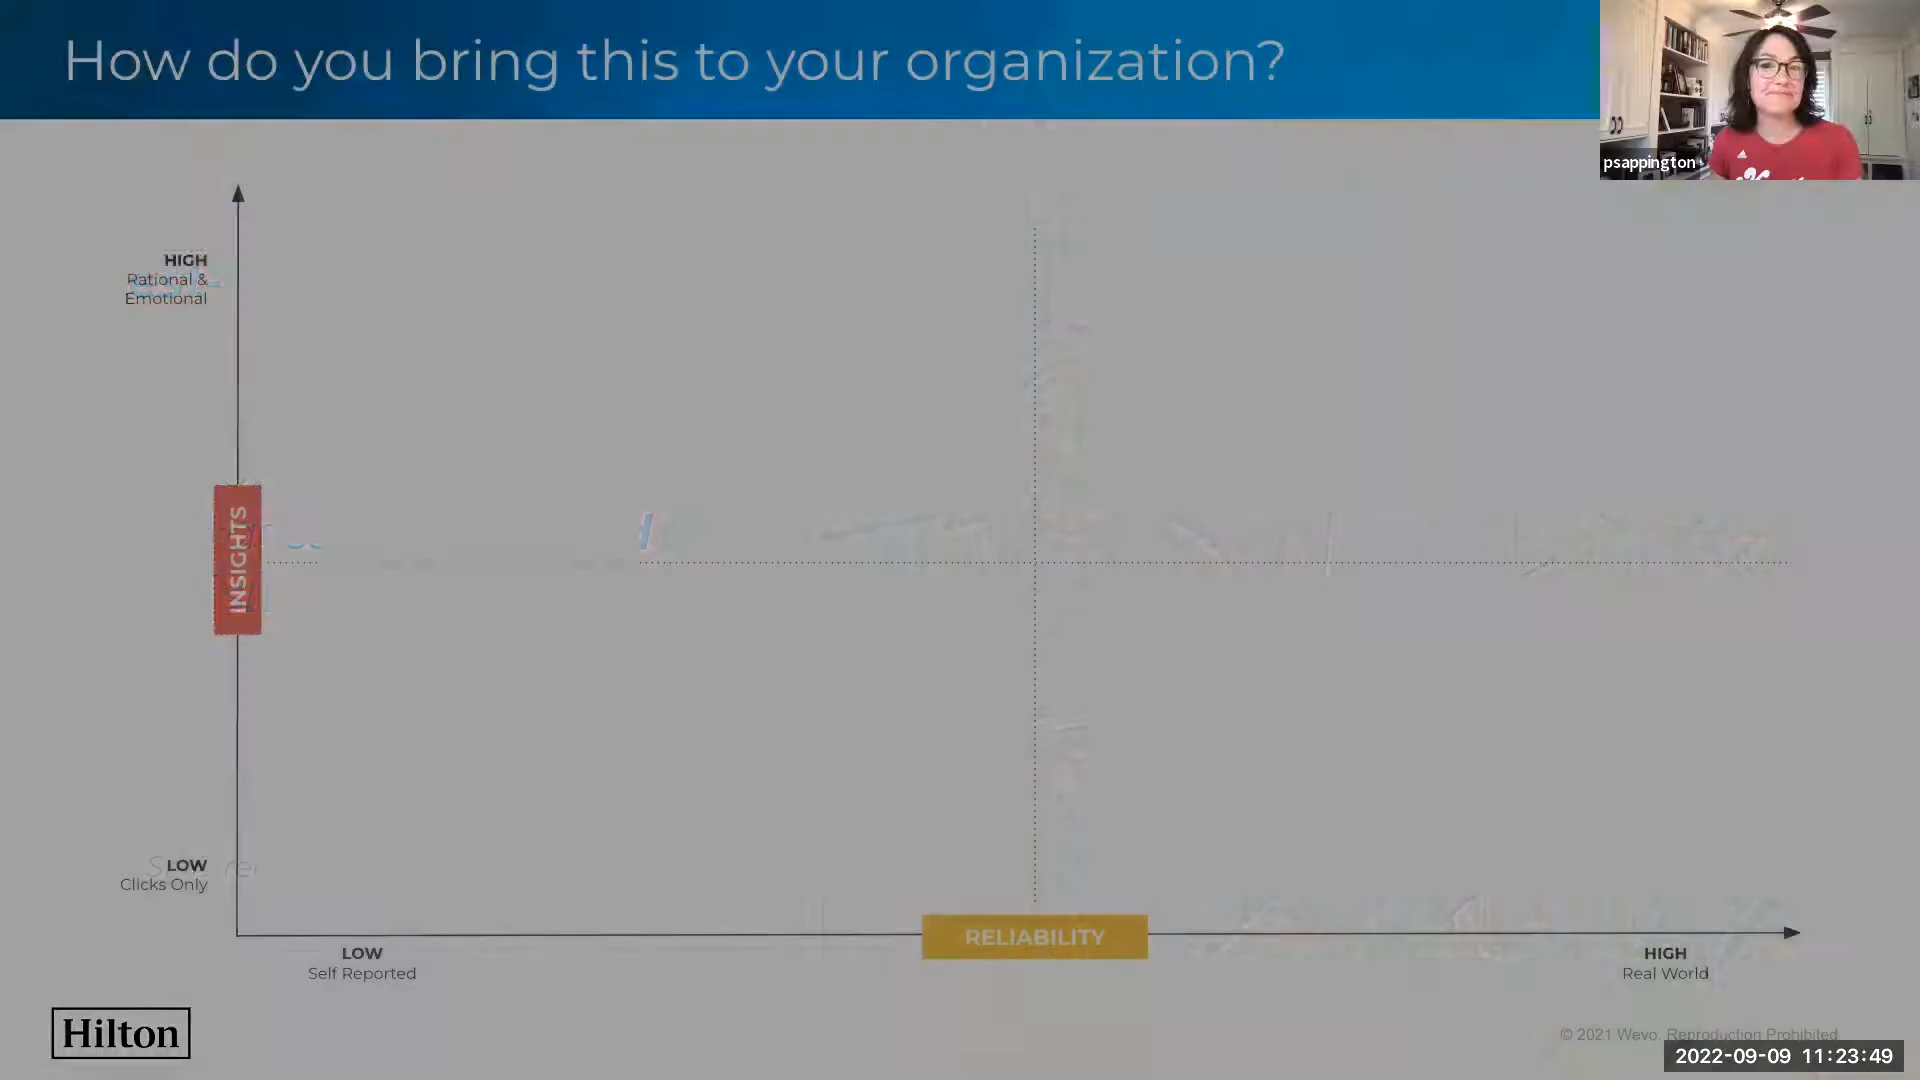 How do you bring this to your organization?
psappington
HIGH
Rational &
Emotional
INSIGHTS
LOW
Clicks Only
RELIABILITY
LOW
Self Reported
HIGH
Real World
Hilton
© 2021 Wevo. Reproduction Prohibited
2022-09-09 11:23:49